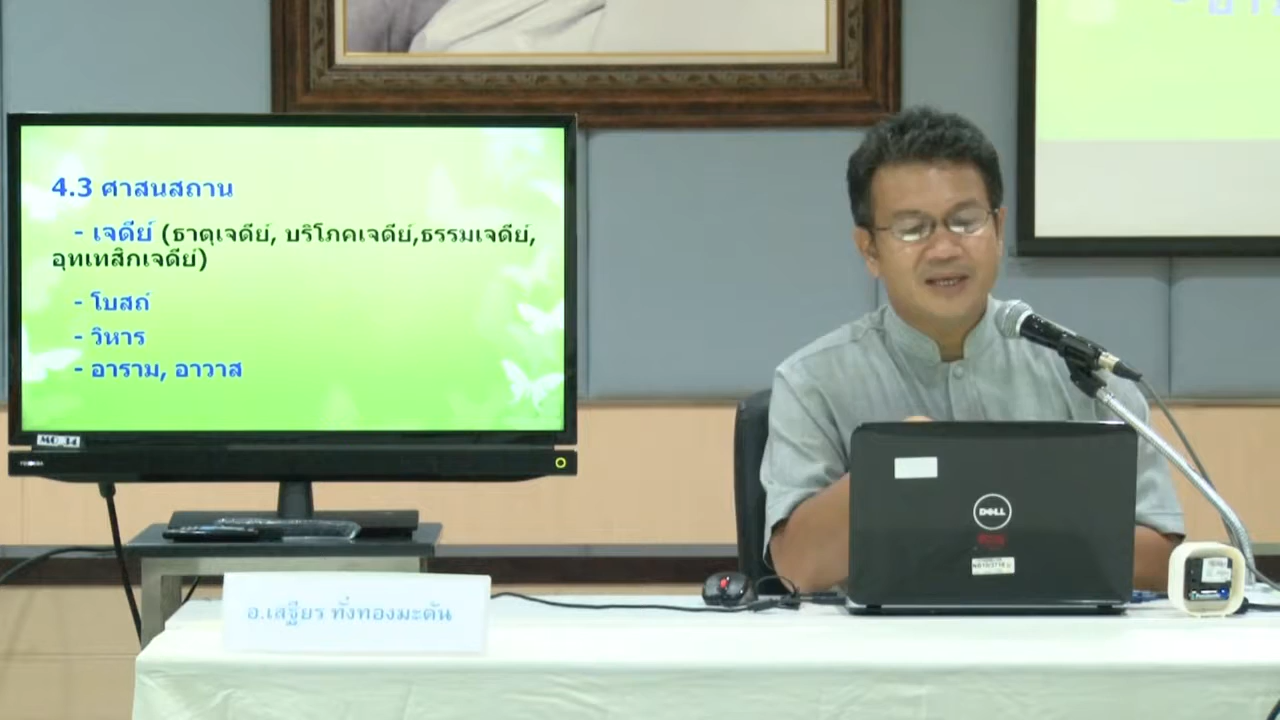 4.3 ศาสนสถาน
- เจดีย์ (ธาตุเจดีย์, บริโภคเจดีย์,ธรรมเจดีย์,
อุทเทสิกเจดีย์)
- โบสถ์
- วิหาร
- อาราม, อาวาส
MO 34
TOSHIBA
อ.เสฐียร ทั่งทองมะดัน
DELL